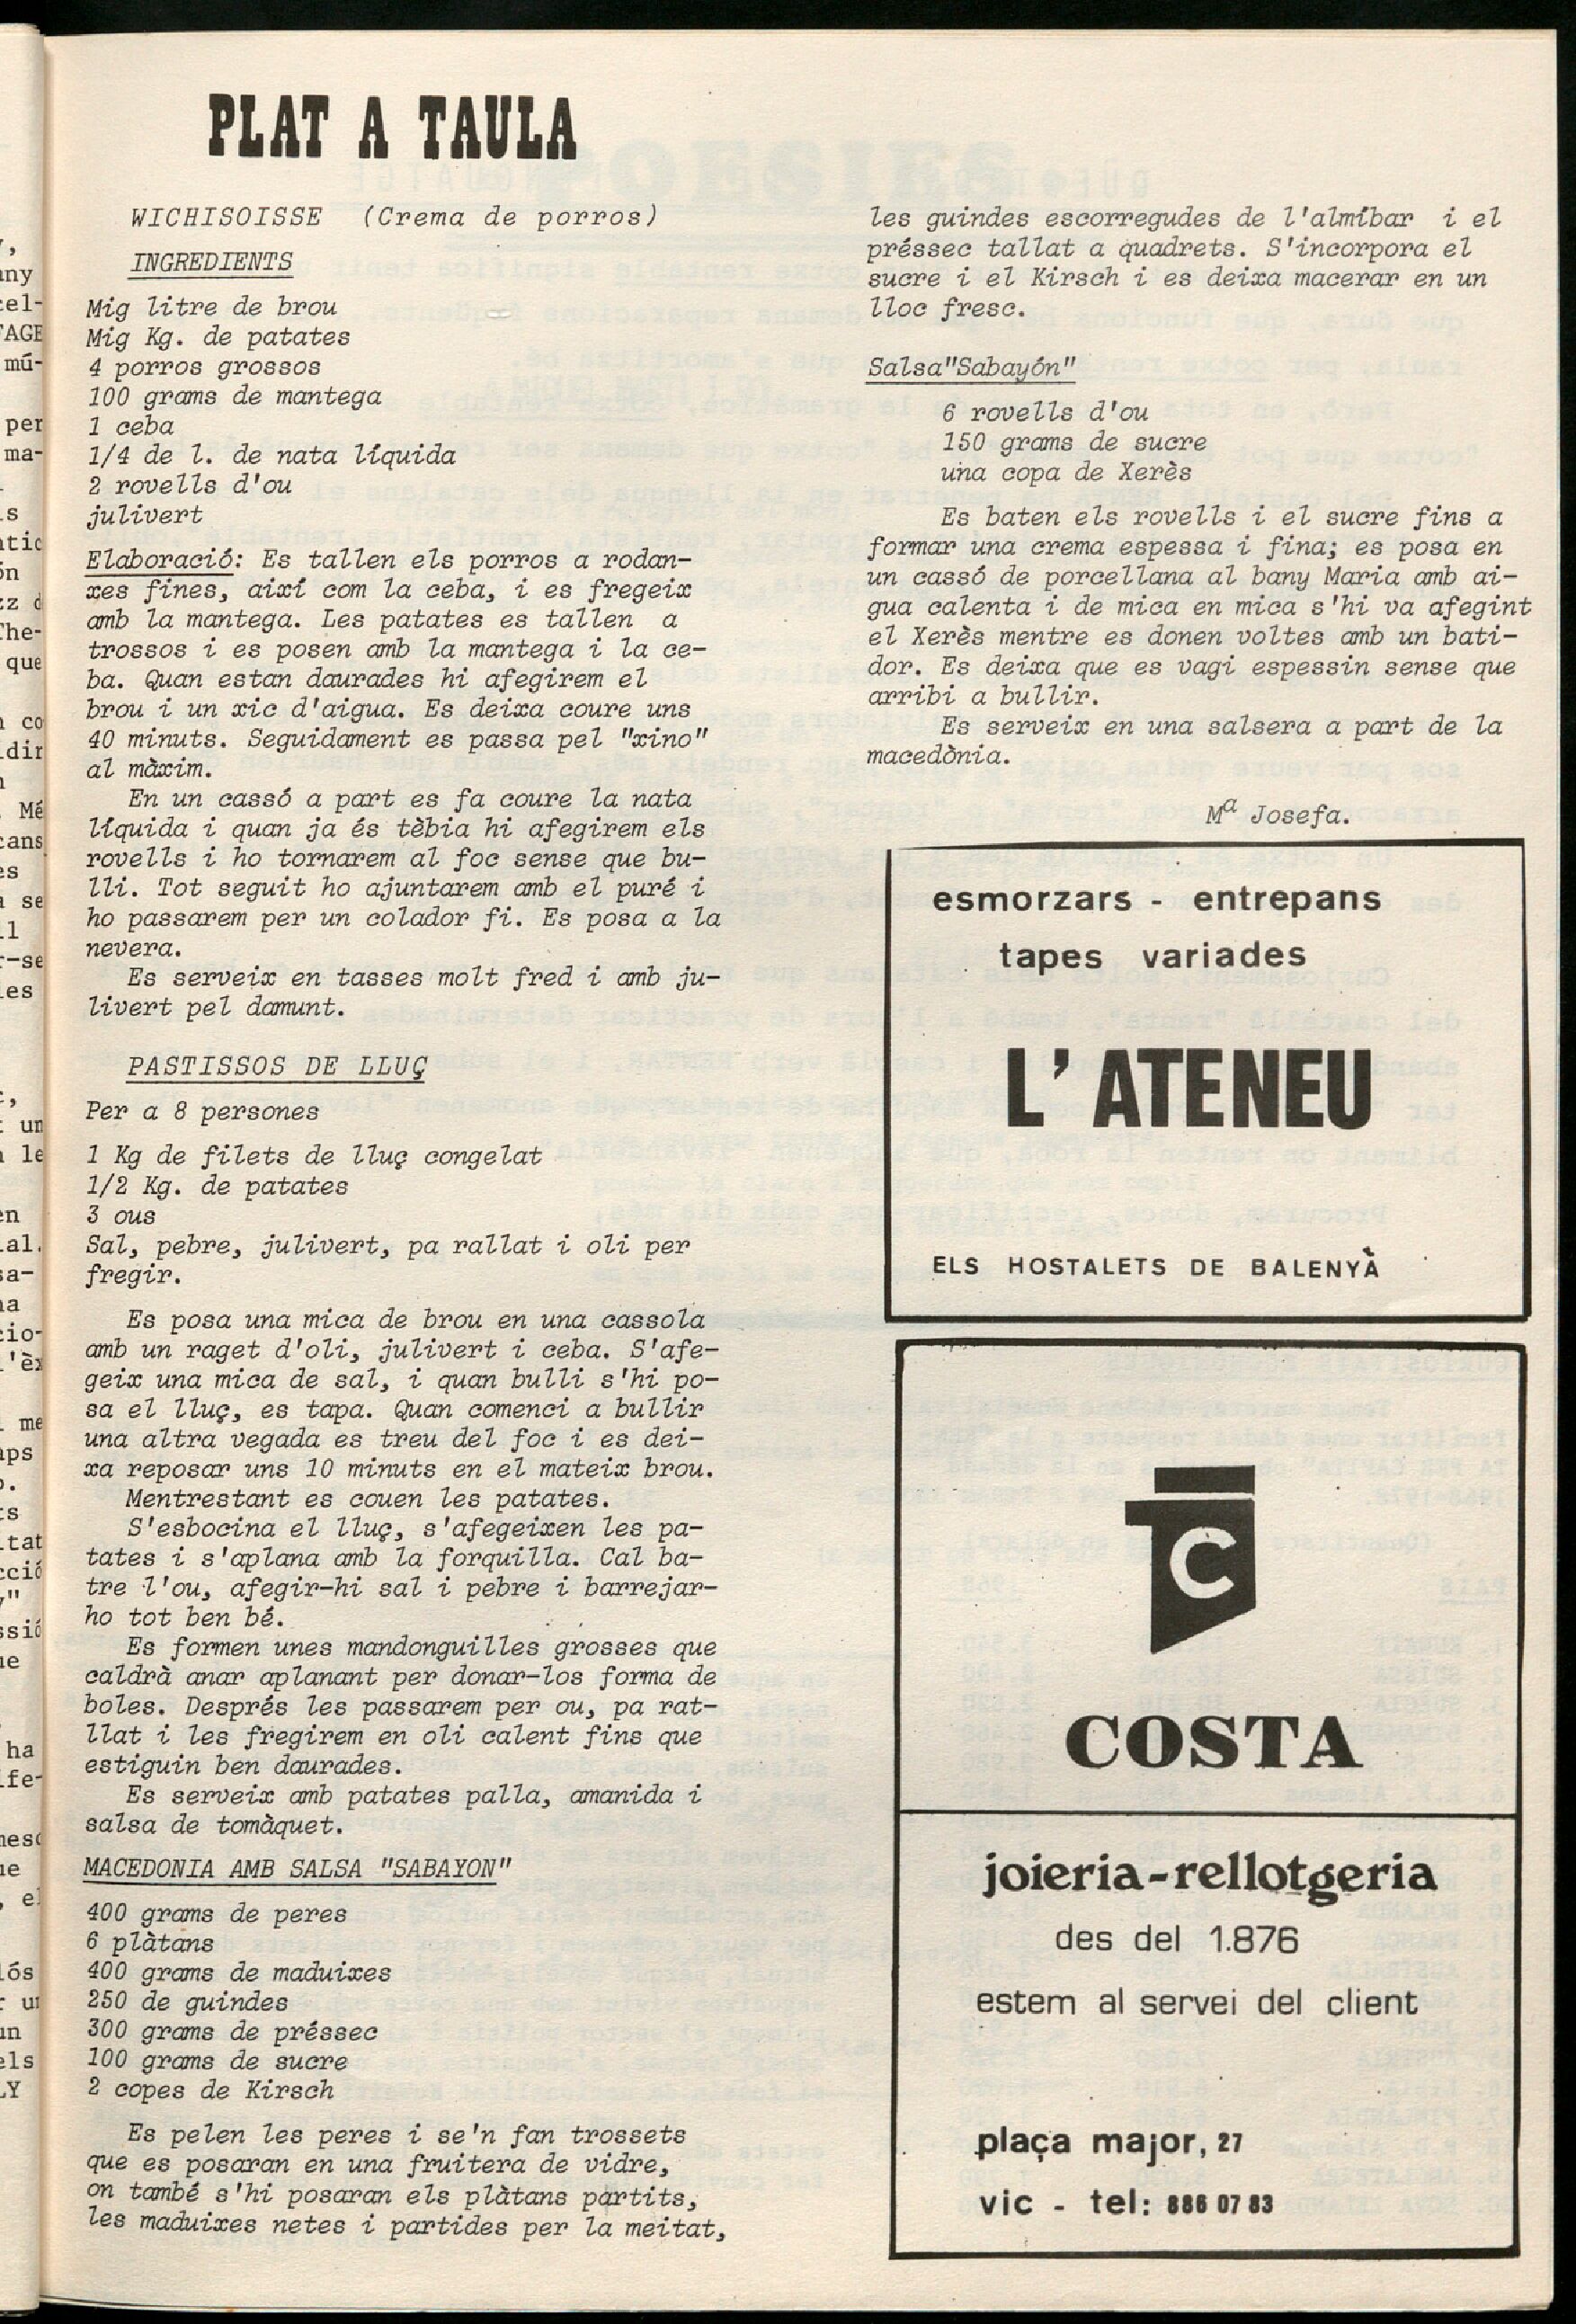 PLAT A TAULA
WICHISOISSE (Crema de porros)
INGREDIENTS
Mig litre de brou
Mig Kg. de patates
4 porros grossos
100 grams de mantega
1 ceba
1/4 de l. de nata líquida
2 rovells d'ou
julivert
Elaboració: Es tallen els porros a rodan-
xes fines, així com la ceba, i es fregeix
amb la mantega. Les patates es tallen a
trossos i es posen amb la mantega i la ce-
ba. Quan estan daurades hi afegirem el
brou i un xic d'aigua. Es deixa coure uns
40 minuts. Seguidament es passa pel "xino"
al màxim.
En un cassó a part es fa coure la nata
líquida i quan ja és tèbia hi afegirem els
rovells i ho tornarem al foc sense que bu-
lli. Tot seguit ho ajuntarem amb el puré i
ho passarem per un colador fi. Es posa a la
nevera.
Es serveix en tasses molt fred i amb ju-
livert pel damunt.
PASTISSOS DE LLUÇ
Per a 8 persones
1 Kg de filets de lluç congelat
1/2 Kg. de patates
3 ous
Sal, pebre, julivert, pa rallat i oli per
fregir.
Es posa una mica de brou en una cassola
amb un raget d'oli, julivert i ceba. S'afe-
geix una mica de sal, i quan bulli s'hi po-
sa el lluç, es tapa. Quan comenci a bullir
una altra vegada es treu del foc i es dei-
xa reposar uns 10 minuts en el mateix brou.
Mentrestant es couen les patates.
S'esbocina el lluç, s'afegeixen les pa-
tates i s'aplana amb la forquilla. Cal ba-
tre l'ou, afegir-hi sal i pebre i barrejar-
ho tot ben bé.
Es formen unes mandonguilles grosses que
caldrà anar aplanant per donar-los forma de
boles. Després les passarem per ou, pa rat-
llat i les fregirem en oli calent fins que
estiguin ben daurades.
Es serveix amb patates palla, amanida i
salsa de tomàquet.
MACEDONIA AMB SALSA "SABAYON"
400 grams de peres
6 plàtans
400 grams de maduixes
250 de guindes
300 grams de préssec
100 grams de sucre
2 copes de Kirsch
Es pelen les peres i se'n fan trossets
que es posaran en una fruitera de vidre,
on també s'hi posaran els plàtans partits,
les maduixes netes i partides per la meitat,
les guindes escorregudes de l'almíbar i el
préssec tallat a quadrets. S'incorpora el
sucre i el Kirsch i es deixa macerar en un
lloc fresc.
Salsa"Sabayón"
6 rovells d'ou
150 grams de sucre
una copa de Xerès
Es baten els rovells i el sucre fins a
formar una crema espessa i fina; es posa en
un cassó de porcellana al bany Maria amb ai-
gua calenta i de mica en mica s'hi va afegint
el Xerès mentre es donen voltes amb un bati-
dor. Es deixa que es vagi espessin sense que
arribi a bullir.
Es serveix en una salsera a part de la
macedònia.
Mª Josefa.
esmorzars - entrepans
tapes variades
L'ATENEU
ELS HOSTALETS DE BALENYÀ
C
COSTA
joieria-rellotgeria
des del 1.876
estem al servei del client
plaça major, 27
vic - tel: 886 07 83